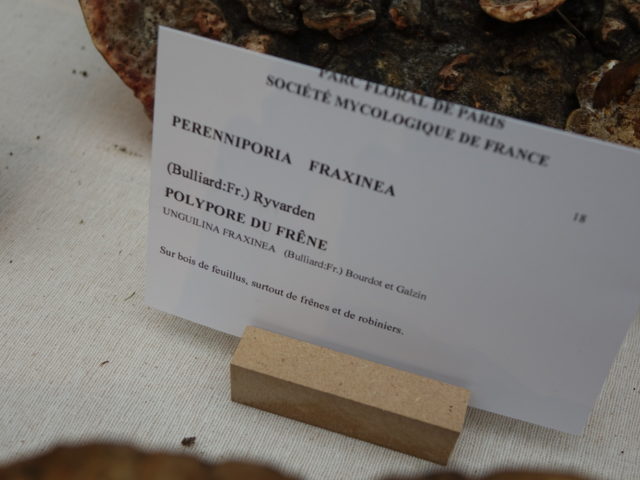 PARC FLORAL DE PARIS
SOCIÉTÉ MYCOLOGIQUE DE FRANCE
PERENNIPORIA FRAXINEA
18
(Bulliard:Fr.) Ryvarden
POLYPORE DU FRÊNE
UNGUILINA FRAXINEA (Bulliard:Fr.) Bourdot et Galzin
Sur bois de feuillus, surtout de frênes et de robiniers.